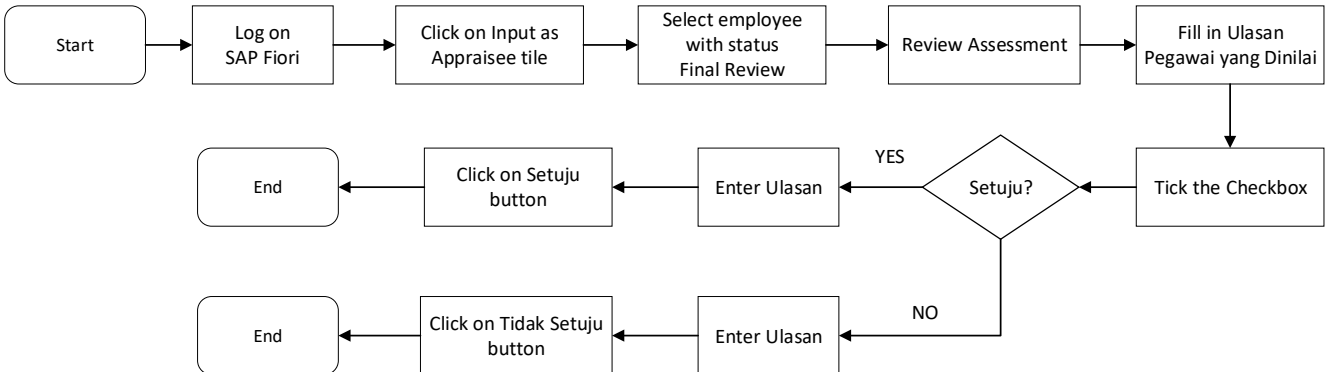 Start
Log on
SAP Fiori
Click on Input as
Appraisee tile
Select employee
with status
Final Review
Review Assessment
Fill in Ulasan
Pegawai yang Dinilai
Tick the Checkbox
Setuju?
YES
Enter Ulasan
Click on Setuju
button
End
NO
Enter Ulasan
Click on Tidak Setuju
button
End